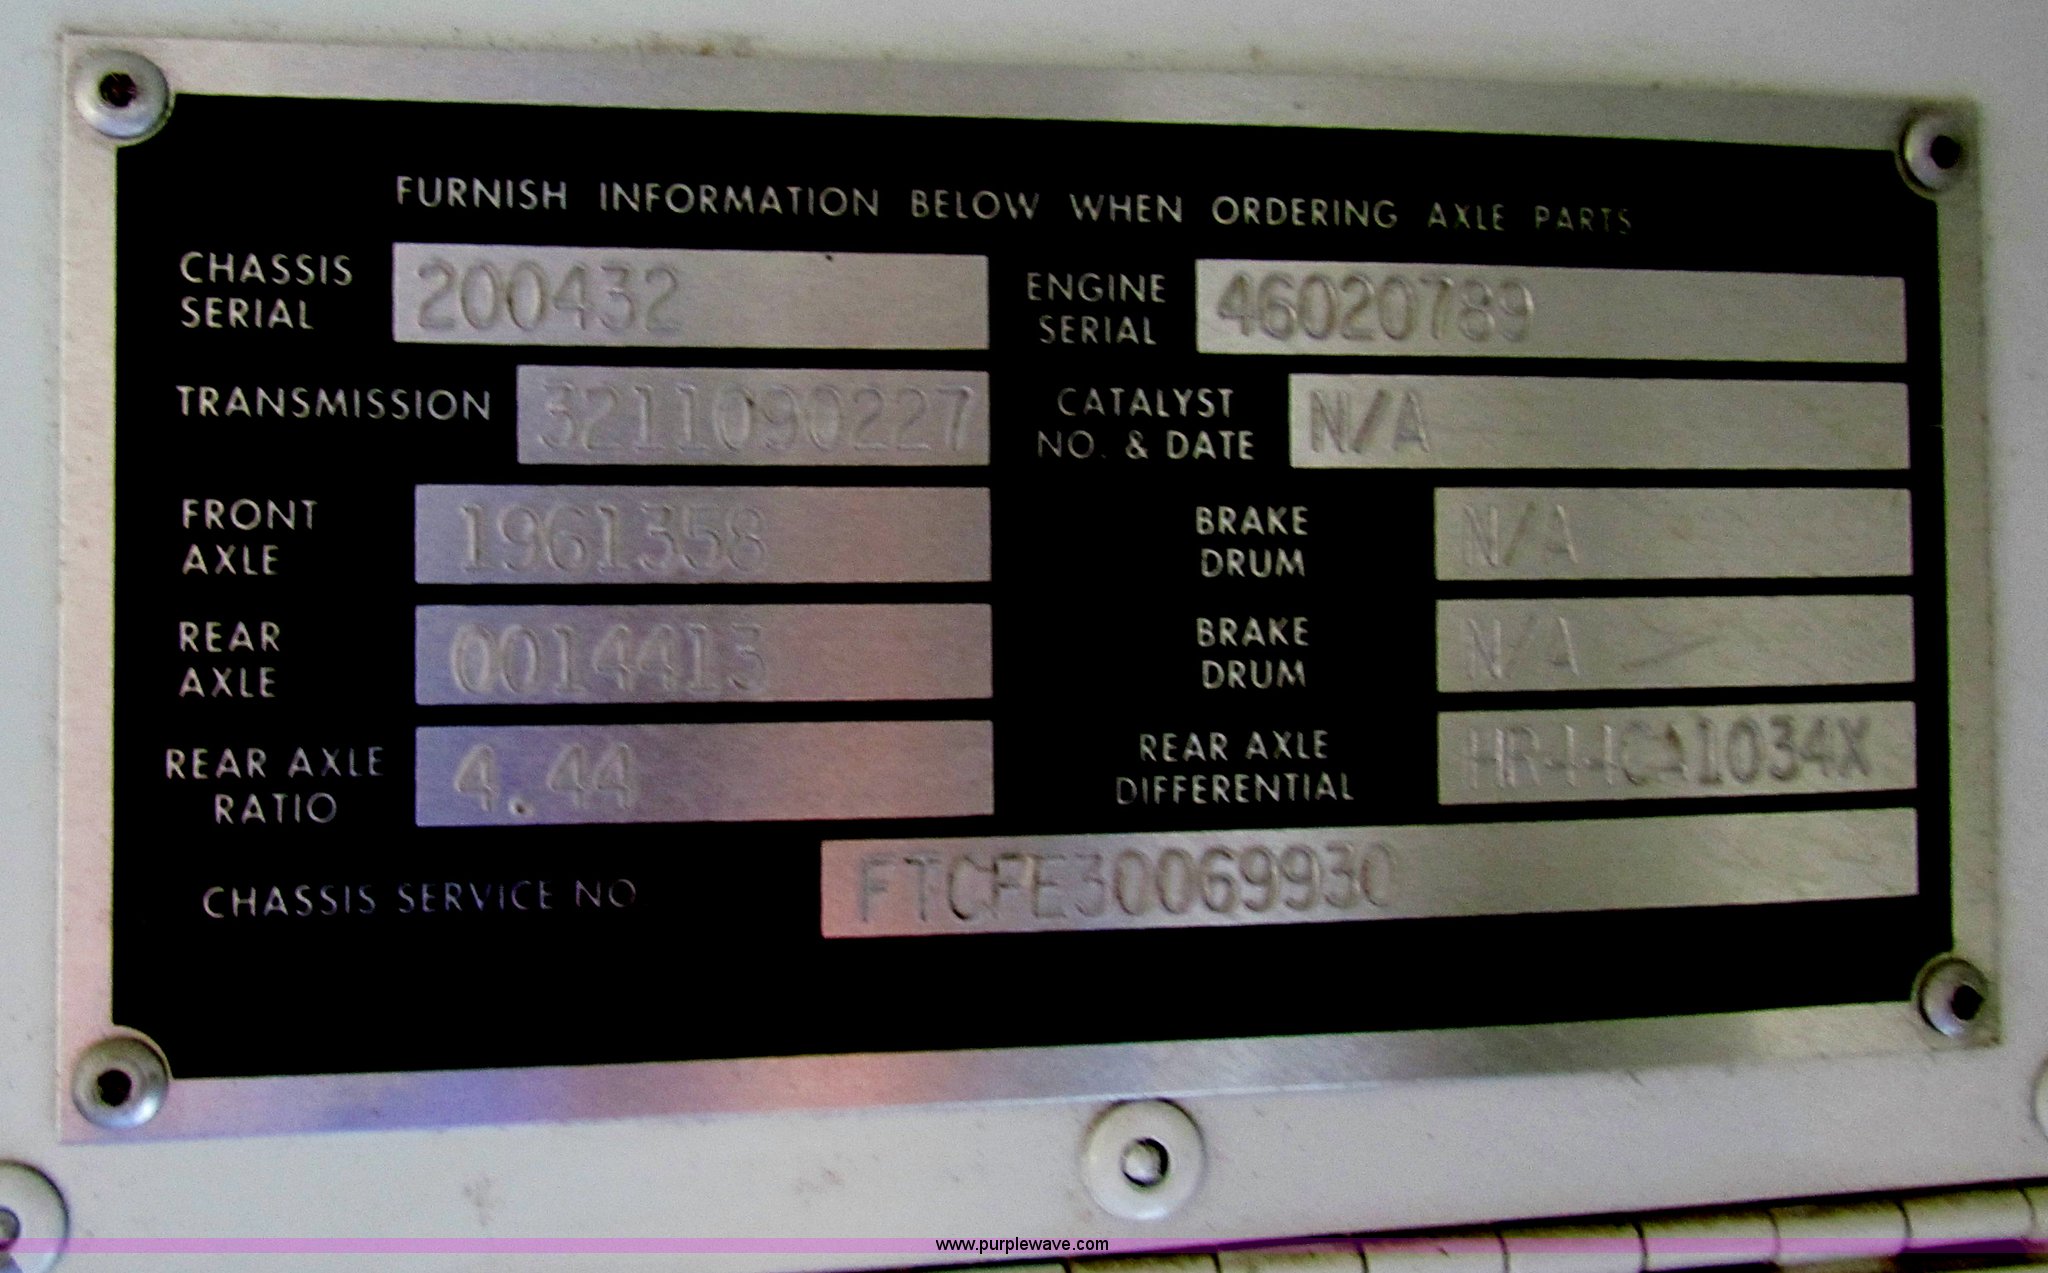 FURNISH INFORMATION BELOW WHEN ORDERING AXLE PARTS
CHASSIS SERIAL 200432
ENGINE SERIAL 46020789
TRANSMISSION 3211090227
CATALYST NO. & DATE N/A
FRONT AXLE 1961358
BRAKE DRUM N/A
REAR AXLE 0014413
BRAKE DRUM N/A
REAR AXLE RATIO 4.44
REAR AXLE DIFFERENTIAL
CHASSIS SERVICE NO FTCFE30069930
www.purplewave.com